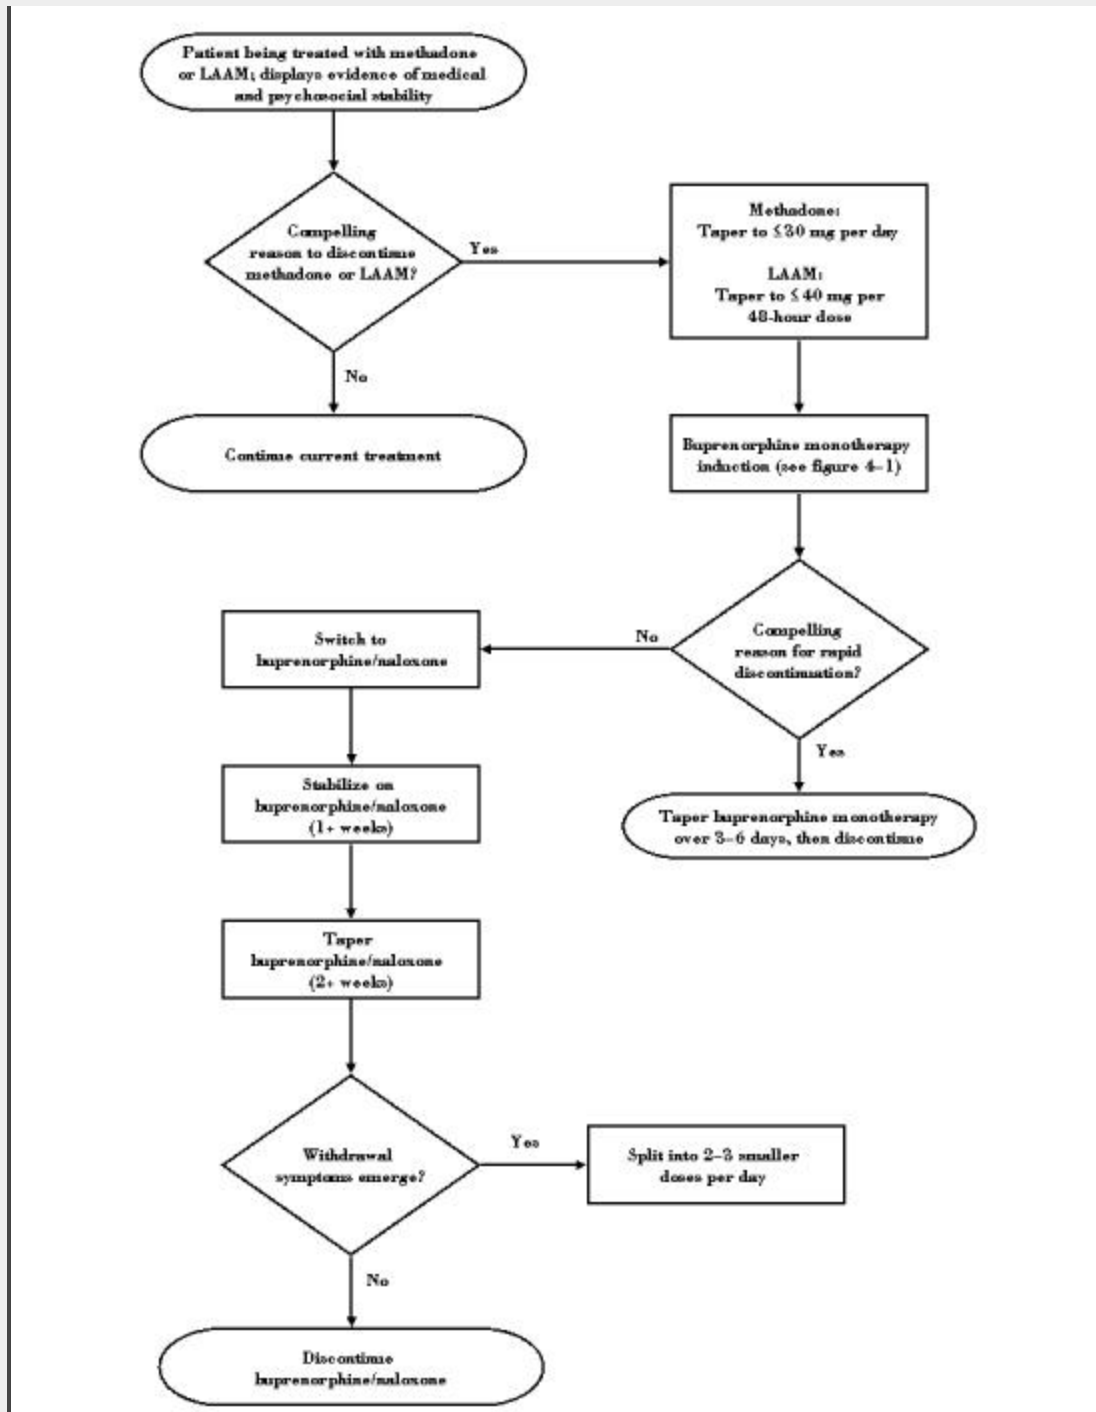 Patient being treated with methadone
or LAAM; displays evidence of medical
and psychosocial stability
Compelling
reason to discontinue
methadone or LAAM?
Yes
Methadone:
Taper to ≤30 mg per day
LAAM:
Taper to ≤40 mg per
48-hour dose
No
Continue current treatment
Buprenorphine monotherapy
induction (see figure 4–1)
Compelling
reason for rapid
discontinuation?
No
Switch to
buprenorphine/naloxone
Yes
Taper buprenorphine monotherapy
over 3–6 days, then discontinue
Stabilize on
buprenorphine/naloxone
(1+ weeks)
Taper
buprenorphine/naloxone
(2+ weeks)
Withdrawal
symptoms emerge?
Yes
Split into 2–3 smaller
doses per day
No
Discontinue
buprenorphine/naloxone